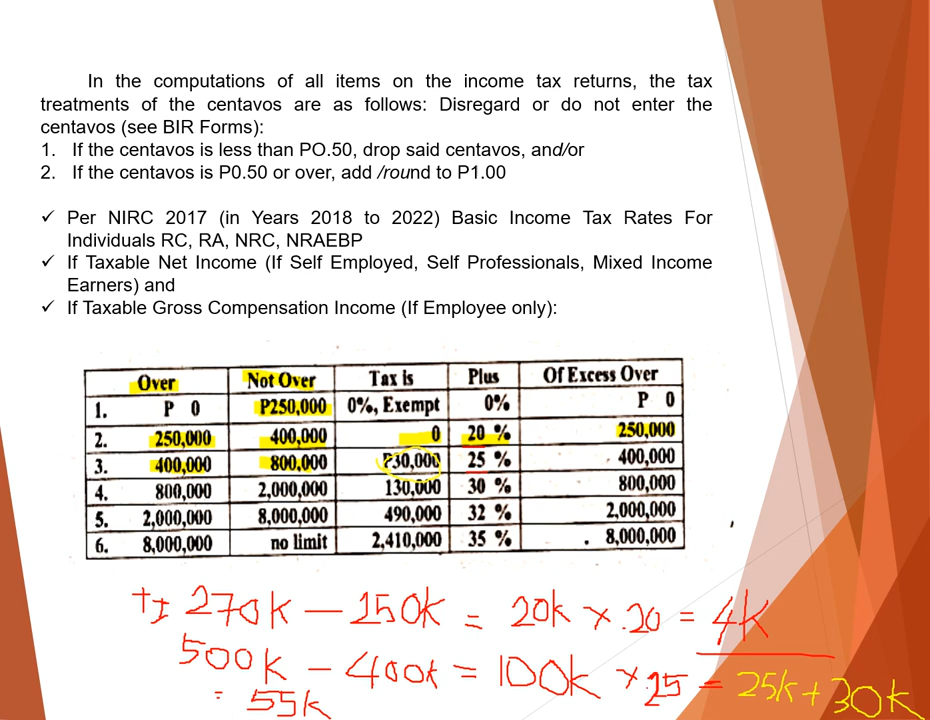 In the computations of all items on the income tax returns, the tax
treatments of the centavos are as follows: Disregard or do not enter the
centavos (see BIR Forms):
1. If the centavos is less than PO.50, drop said centavos, and/or
2. If the centavos is P0.50 or over, add /round to P1.00
✓ Per NIRC 2017 (in Years 2018 to 2022) Basic Income Tax Rates For
Individuals RC, RA, NRC, NRAEBP
✓ If Taxable Net Income (If Self Employed, Self Professionals, Mixed Income
Earners) and
✓ If Taxable Gross Compensation Income (If Employee only):
Over Not Over Tax is Plus Of Excess Over
1. P 0 P250,000 0%, Exempt 0% P 0
2. 250,000 400,000 0 20 % 250,000
3. 400,000 800,000 P30,000 25 % 400,000
4. 800,000 2,000,000 130,000 30 % 800,000
5. 2,000,000 8,000,000 490,000 32 % 2,000,000
6. 8,000,000 no limit 2,410,000 35 % 8,000,000
TI 270k - 250k = 20k x .20 = 4k
500k - 400k = 100k x .25 = 25k + 30k
= 55k